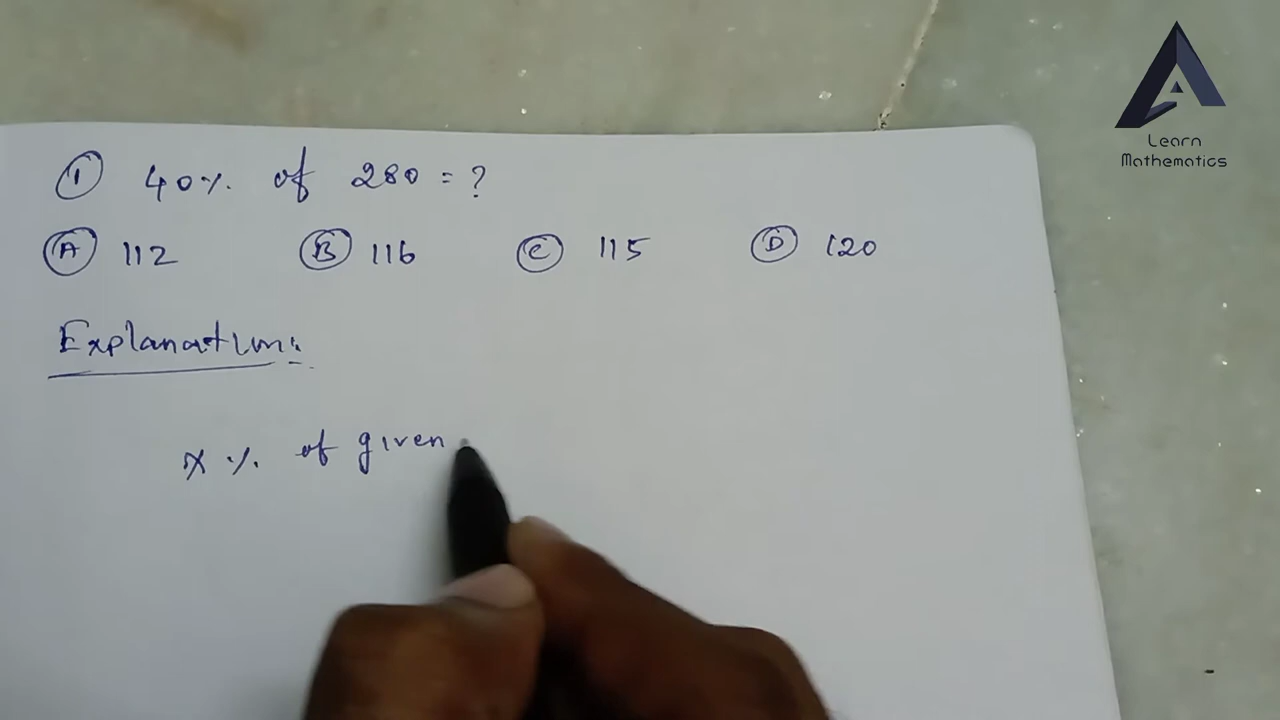 ① 40% of 280 = ?
Ⓐ 112 Ⓑ 116 Ⓒ 115 Ⓓ 120
Explanation:
x % of given
Learn
Mathematics